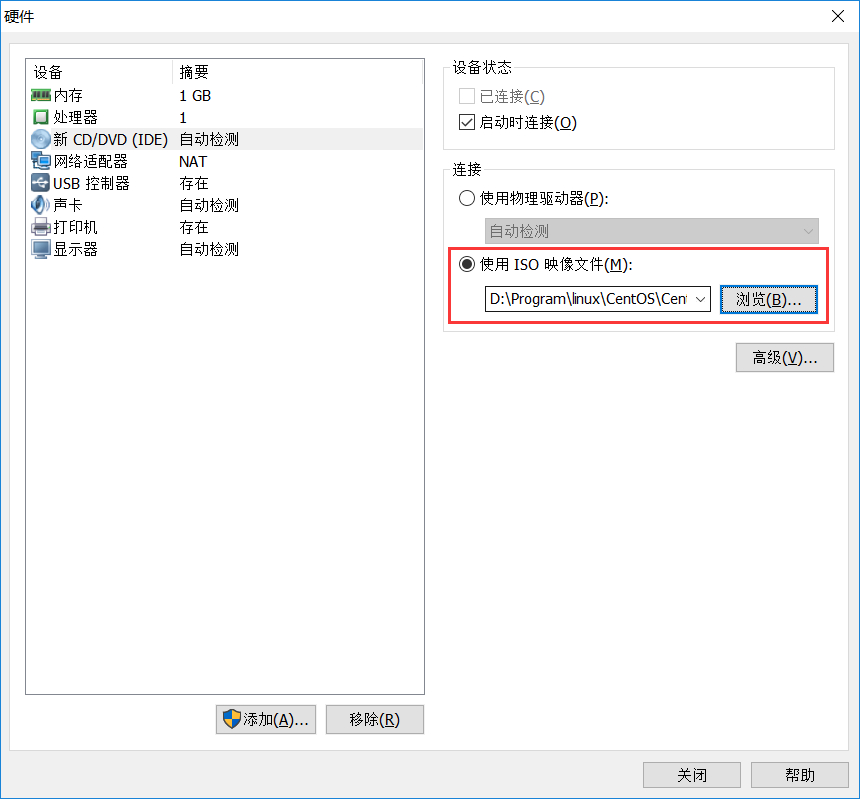 硬件
设备 摘要
内存 1 GB
处理器 1
新 CD/DVD (IDE) 自动检测
网络适配器 NAT
USB 控制器 存在
声卡 自动检测
打印机 存在
显示器 自动检测
添加(A)... 移除(R)
设备状态
已连接(C)
启动时连接(O)
连接
使用物理驱动器(P):
自动检测
使用 ISO 映像文件(M):
D:\Program\linux\CentOS\Cent 浏览(B)...
高级(V)...
关闭 帮助